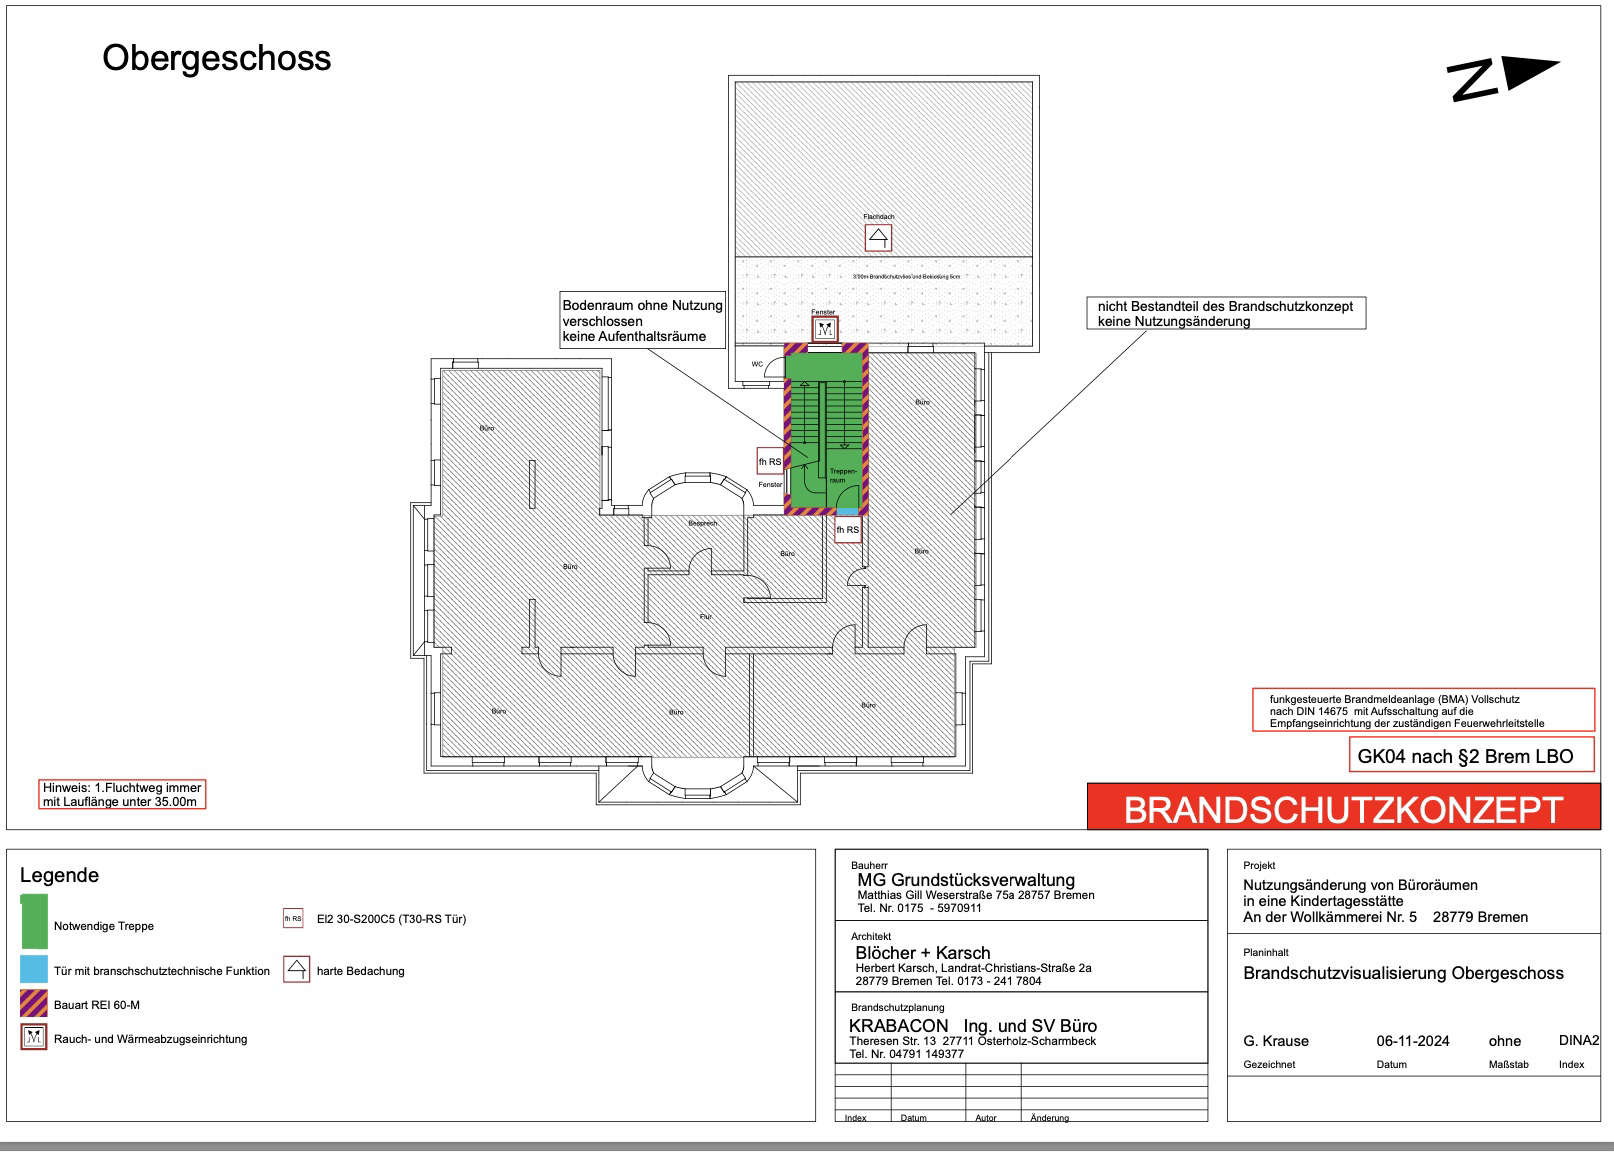 Obergeschoss
N
Flachdach
3.00m Brandschutzvlies und Bekiesung 5cm
Bodenraum ohne Nutzung
verschlossen
keine Aufenthaltsräume
nicht Bestandteil des Brandschutzkonzept
keine Nutzungsänderung
Fenster
WC
Büro
Büro
fh RS
Treppen-
raum
Fenster
Besprech.
fh RS
Büro
Büro
Büro
Flur
Büro
Büro
Büro
funkgesteuerte Brandmeldeanlage (BMA) Vollschutz
nach DIN 14675 mit Aufsschaltung auf die
Empfangseinrichtung der zuständigen Feuerwehrleitstelle
GK04 nach §2 Brem LBO
Hinweis: 1.Fluchtweg immer
mit Lauflänge unter 35.00m
BRANDSCHUTZKONZEPT
Legende
Notwendige Treppe
fh RS
EI2 30-S200C5 (T30-RS Tür)
Tür mit branschschutztechnische Funktion
harte Bedachung
Bauart REI 60-M
Rauch- und Wärmeabzugseinrichtung
Bauherr
MG Grundstücksverwaltung
Matthias Gill Weserstraße 75a 28757 Bremen
Tel. Nr. 0175 - 5970911
Architekt
Blöcher + Karsch
Herbert Karsch, Landrat-Christians-Straße 2a
28779 Bremen Tel. 0173 - 241 7804
Brandschutzplanung
KRABACON Ing. und SV Büro
Theresen Str. 13 27711 Osterholz-Scharmbeck
Tel. Nr. 04791 149377
Index Datum Autor Änderung
Projekt
Nutzungsänderung von Büroräumen
in eine Kindertagesstätte
An der Wollkämmerei Nr. 5 28779 Bremen
Planinhalt
Brandschutzvisualisierung Obergeschoss
G. Krause 06-11-2024 ohne DINA2
Gezeichnet Datum Maßstab Index